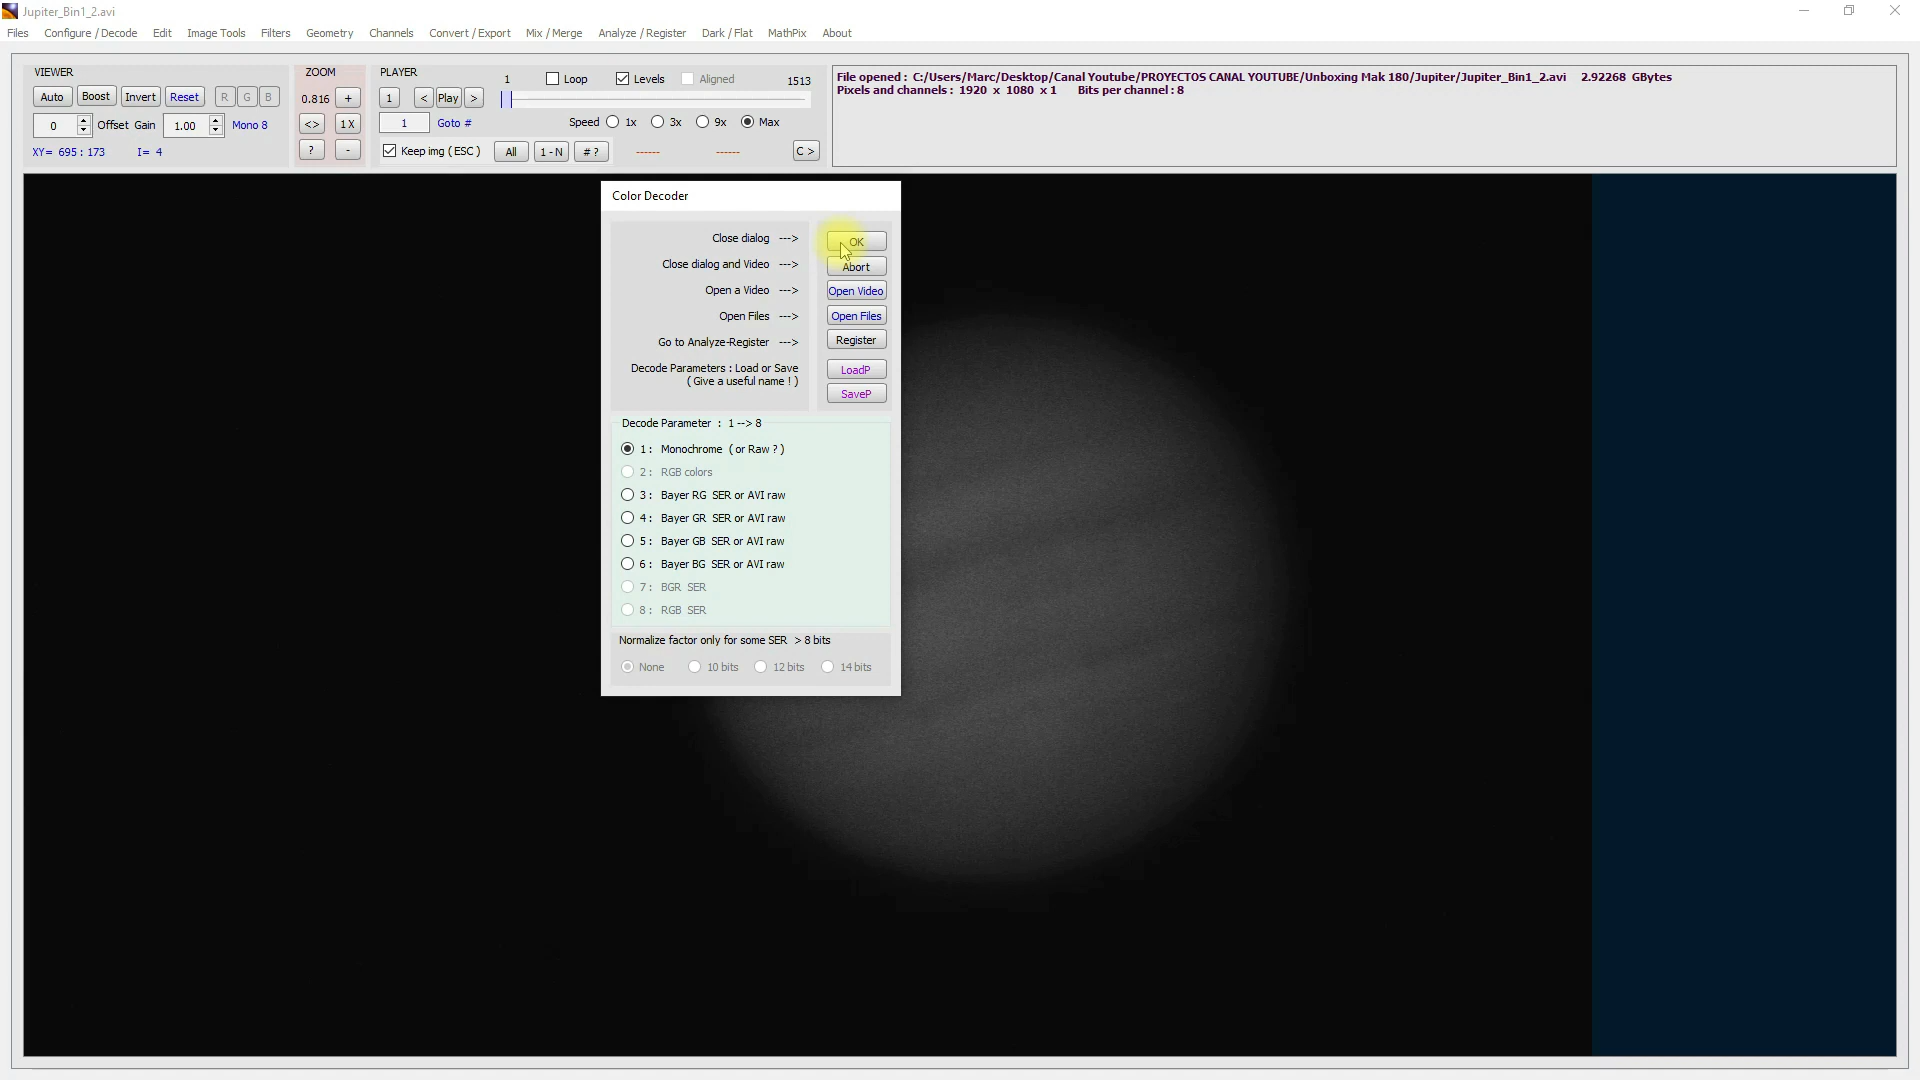 Jupiter_Bin1_2.avi
Files Configure / Decode Edit Image Tools Filters Geometry Channels Convert / Export Mix / Merge Analyze / Register Dark / Flat MathPix About
VIEWER
Auto Boost Invert Reset R G B
0 Offset Gain 1.00 Mono 8
XY= 695 : 173 I= 4
ZOOM
0.816 +
<> 1 X
? -
PLAYER 1 Loop Levels Aligned 1513
1 < Play >
1 Goto # Speed 1x 3x 9x Max
Keep img ( ESC ) All 1 - N # ? ------ ------ C >
File opened : C:/Users/Marc/Desktop/Canal Youtube/PROYECTOS CANAL YOUTUBE/Unboxing Mak 180/Jupiter/Jupiter_Bin1_2.avi 2.92268 GBytes
Pixels and channels : 1920 x 1080 x 1 Bits per channel : 8
Color Decoder
Close dialog ---> OK
Close dialog and Video ---> Abort
Open a Video ---> Open Video
Open Files ---> Open Files
Go to Analyze-Register ---> Register
Decode Parameters : Load or Save LoadP
( Give a useful name ! ) SaveP
Decode Parameter : 1 --> 8
1 : Monochrome ( or Raw ? )
2 : RGB colors
3 : Bayer RG SER or AVI raw
4 : Bayer GR SER or AVI raw
5 : Bayer GB SER or AVI raw
6 : Bayer BG SER or AVI raw
7 : BGR SER
8 : RGB SER
Normalize factor only for some SER > 8 bits
None 10 bits 12 bits 14 bits